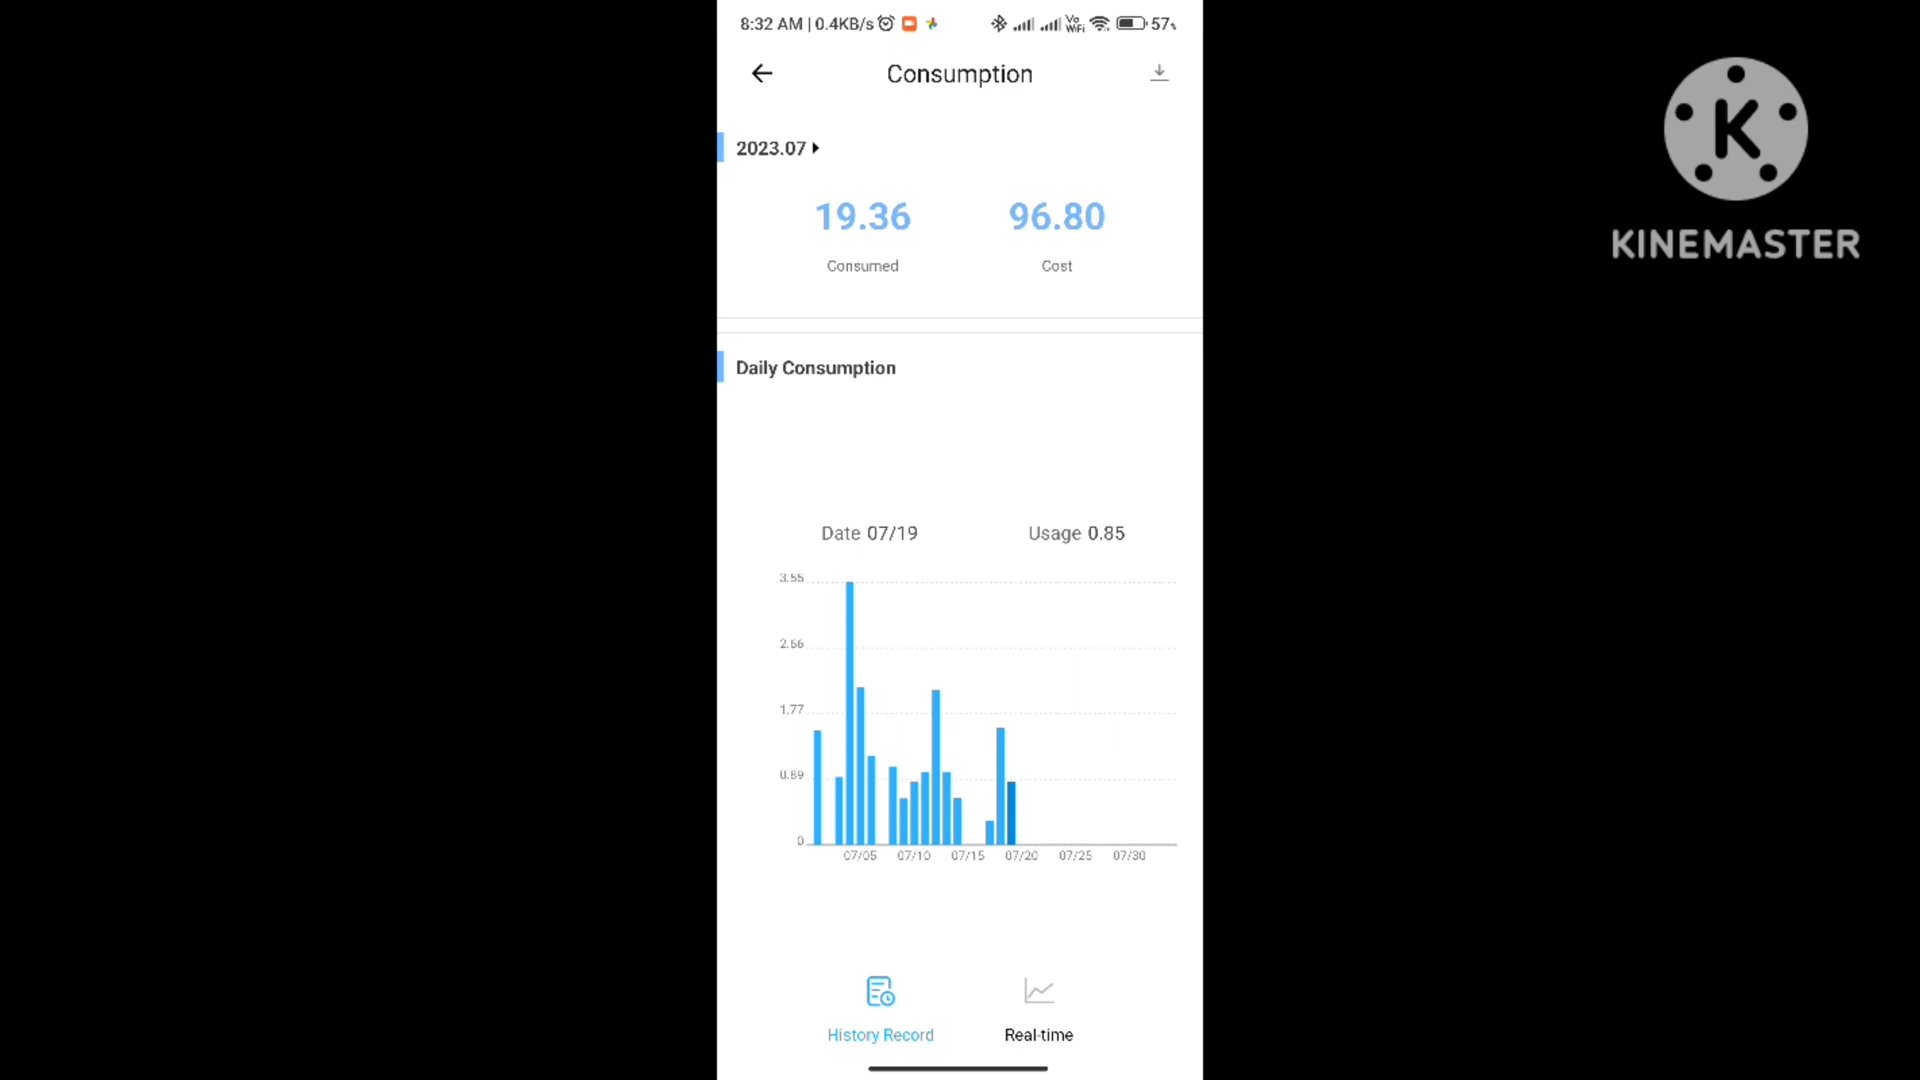 8:32 AM | 0.4KB/s Vo WiFi 57%
Consumption
K
KINEMASTER
2023.07
19.36 96.80
Consumed Cost
Daily Consumption
Date 07/19 Usage 0.85
3.55
2.66
1.77
0.89
0
07/05 07/10 07/15 07/20 07/25 07/30
History Record Real-time